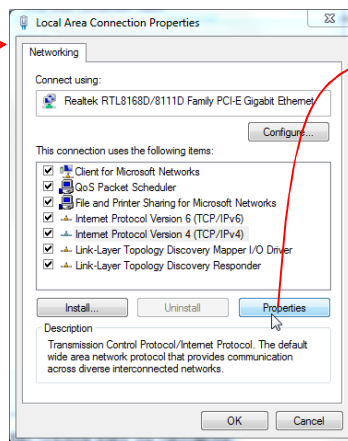 Local Area Connection Properties
Networking
Connect using:
Realtek RTL8168D/8111D Family PCI-E Gigabit Ethernet
Configure...
This connection uses the following items:
Client for Microsoft Networks
QoS Packet Scheduler
File and Printer Sharing for Microsoft Networks
Internet Protocol Version 6 (TCP/IPv6)
Internet Protocol Version 4 (TCP/IPv4)
Link-Layer Topology Discovery Mapper I/O Driver
Link-Layer Topology Discovery Responder
Install... Uninstall Properties
Description
Transmission Control Protocol/Internet Protocol. The default
wide area network protocol that provides communication
across diverse interconnected networks.
OK Cancel